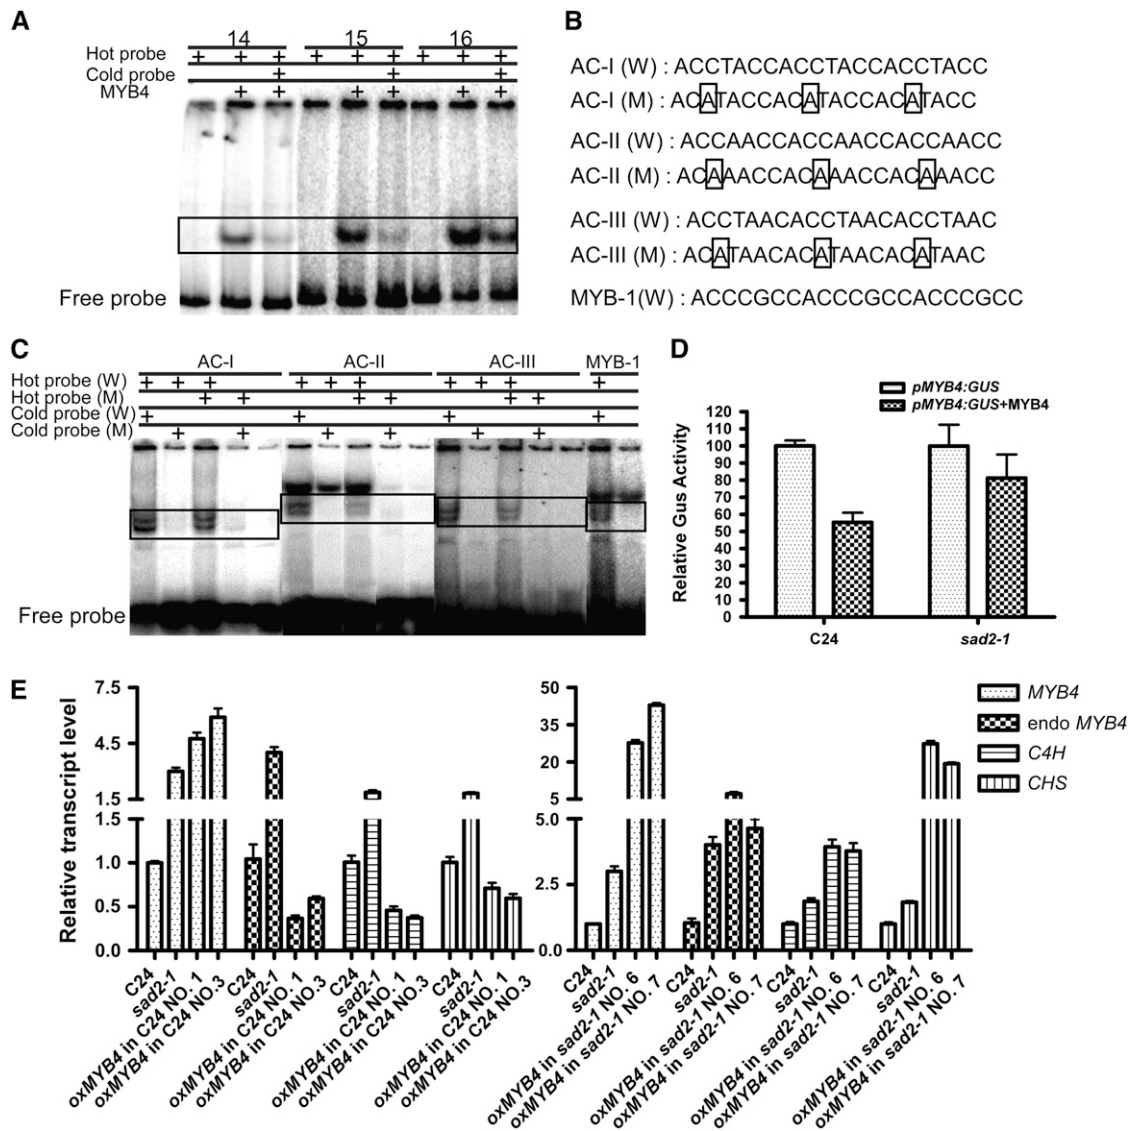 A
14 15 16
Hot probe + + + + + + + + +
Cold probe + + +
MYB4 + + + + + +
Free probe
B
AC-I (W) : ACCTACCACCTACCACCTACC
AC-I (M) : ACATACCACATACCACATACC
AC-II (W) : ACCAACCACCAACCACCAACC
AC-II (M) : ACAAACCACAAACCACAAACC
AC-III (W) : ACCTAACACCTAACACCTAAC
AC-III (M) : ACATAACACATAACACATAAC
MYB-1(W) : ACCCGCCACCCGCCACCCGCC
C
AC-I AC-II AC-III MYB-1
Hot probe (W) + + + + + + + + + +
Hot probe (M) + + + + + +
Cold probe (W) + + + +
Cold probe (M) + + + + + +
Free probe
D
pMYB4:GUS
pMYB4:GUS+MYB4
Relative Gus Activity
120
110
100
90
80
70
60
50
40
30
20
10
0
C24 sad2-1
E
Relative transcript level
7.5
4.5
1.5
1.5
1.0
0.5
0.0
C24
sad2-1
oxMYB4 in C24 NO.1
oxMYB4 in C24 NO.3
C24
sad2-1
oxMYB4 in C24 NO.1
oxMYB4 in C24 NO.3
C24
sad2-1
oxMYB4 in C24 NO.1
oxMYB4 in C24 NO.3
C24
sad2-1
oxMYB4 in C24 NO.1
oxMYB4 in C24 NO.3
50
35
20
5
5.0
2.5
0.0
C24
sad2-1
oxMYB4 in sad2-1 NO. 6
oxMYB4 in sad2-1 NO. 7
C24
sad2-1
oxMYB4 in sad2-1 NO. 6
oxMYB4 in sad2-1 NO. 7
C24
sad2-1
oxMYB4 in sad2-1 NO. 6
oxMYB4 in sad2-1 NO. 7
C24
sad2-1
oxMYB4 in sad2-1 NO. 6
oxMYB4 in sad2-1 NO. 7
MYB4
endo MYB4
C4H
CHS